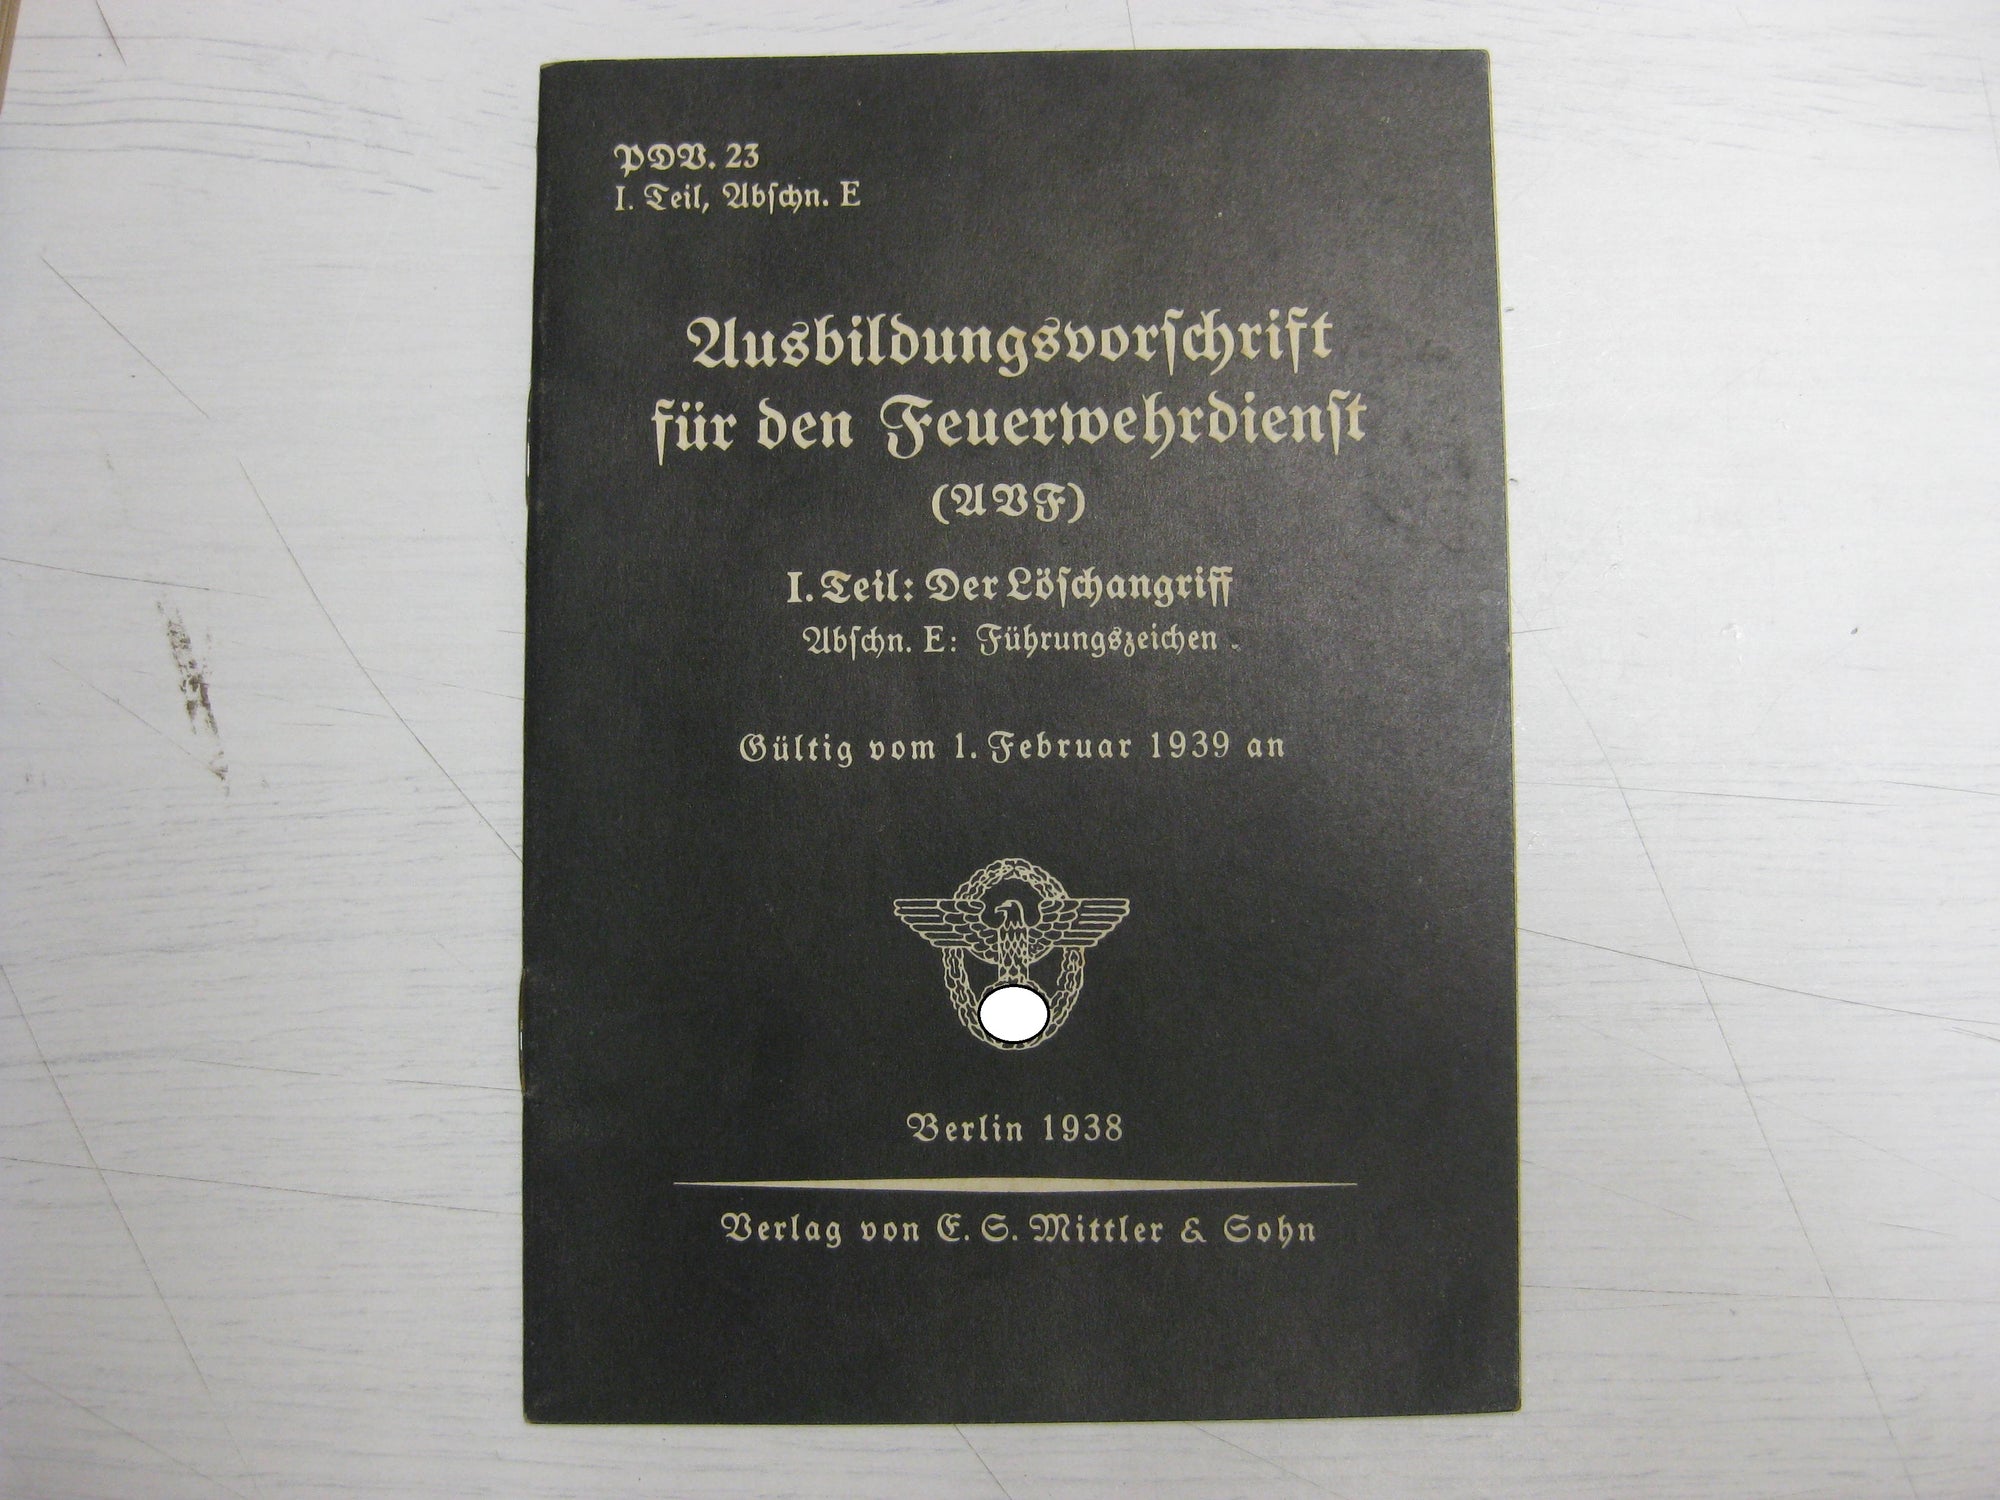 PDV. 23
I. Teil, Abschn. E
Ausbildungsvorschrift
für den Feuerwehrdienst
(AVF)
I. Teil: Der Löschangriff
Abschn. E: Führungszeichen
Gültig vom 1. Februar 1939 an
Berlin 1938
Verlag von E. S. Mittler & Sohn